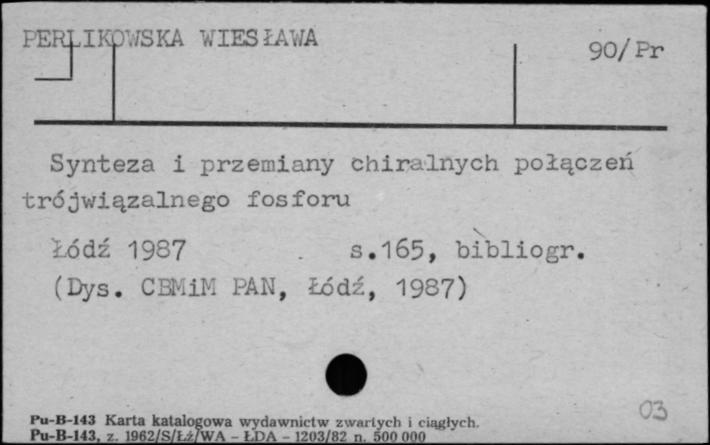 PERLIKOWSKA WIESŁAWA
90/Pr
Synteza i przemiany chiralnych połączeń
trójwiązalnego fosforu
Łódź 1987 s.165, bibliogr.
(Dys. CBMiM PAN, Łódź, 1987)
03
Pu-B-143 Karta katalogowa wydawnictw zwartych i ciągłych.
Pu-B-143, z. 1962/S/Łź/WA - ŁDA - 1203/82 n. 500 000